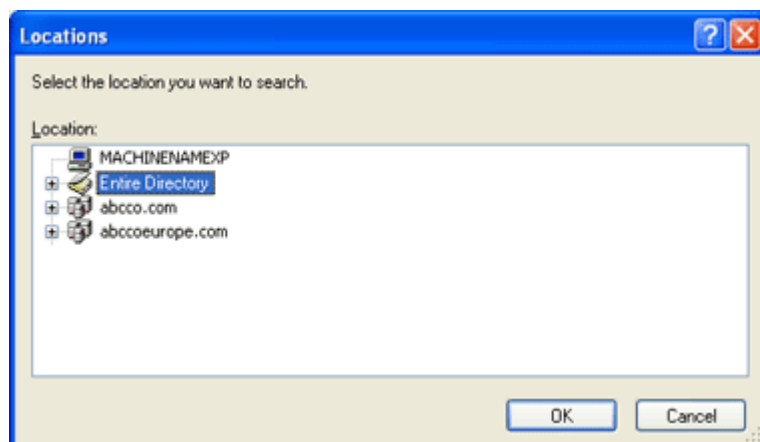 Locations
?
Select the location you want to search.
Location:
MACHINENAMEXP
Entire Directory
abcco.com
abccoeurope.com
OK
Cancel